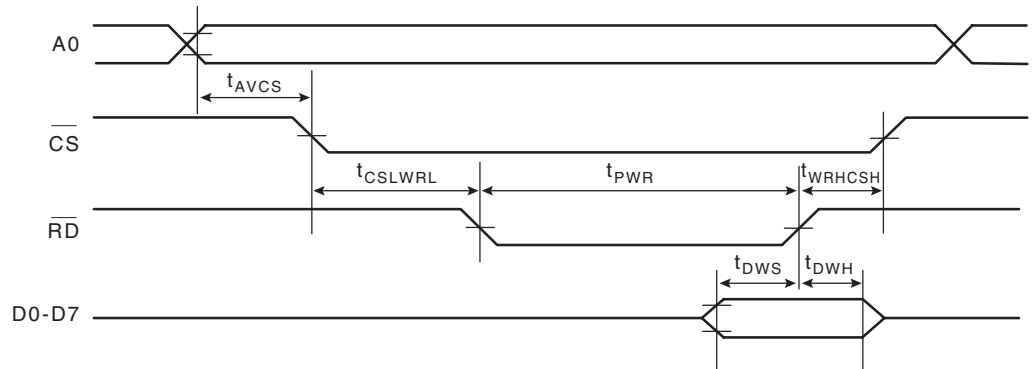 A0
tAVCS
CS
tCSLWRL
tPWR
tWRHCSH
RD
tDWS
tDWH
D0-D7